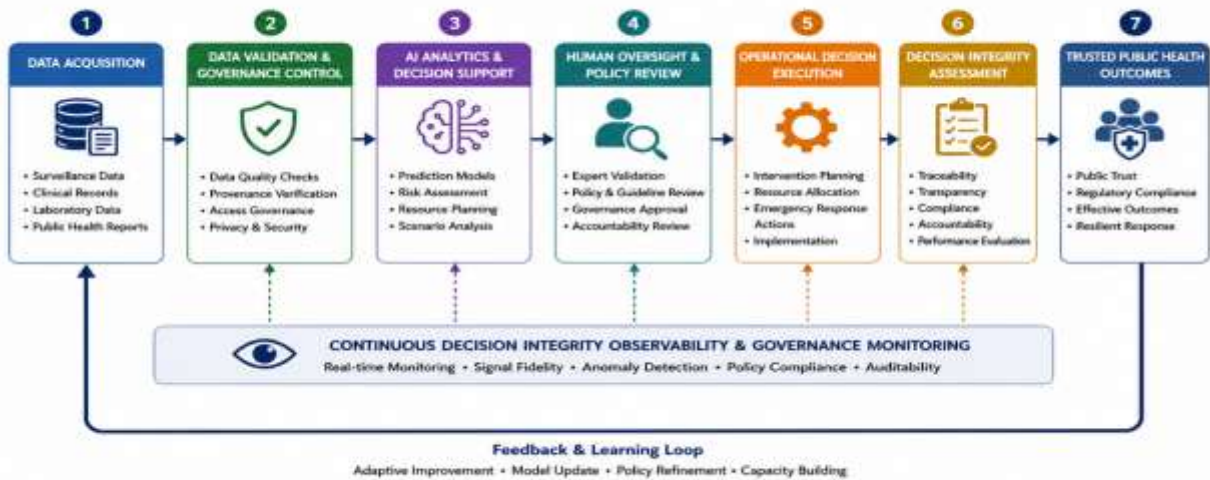 1
2
3
4
5
6
7
DATA ACQUISITION
DATA VALIDATION &
GOVERNANCE CONTROL
AI ANALYTICS &
DECISION SUPPORT
HUMAN OVERSIGHT &
POLICY REVIEW
OPERATIONAL DECISION
EXECUTION
DECISION INTEGRITY
ASSESSMENT
TRUSTED PUBLIC HEALTH
OUTCOMES
• Surveillance Data
• Clinical Records
• Laboratory Data
• Public Health Reports
• Data Quality Checks
• Provenance Verification
• Access Governance
• Privacy & Security
• Prediction Models
• Risk Assessment
• Resource Planning
• Scenario Analysis
• Expert Validation
• Policy & Guideline Review
• Governance Approval
• Accountability Review
• Intervention Planning
• Resource Allocation
• Emergency Response
Actions
• Implementation
• Traceability
• Transparency
• Compliance
• Accountability
• Performance Evaluation
• Public Trust
• Regulatory Compliance
• Effective Outcomes
• Resilient Response
CONTINUOUS DECISION INTEGRITY OBSERVABILITY & GOVERNANCE MONITORING
Real-time Monitoring • Signal Fidelity • Anomaly Detection • Policy Compliance • Auditability
Feedback & Learning Loop
Adaptive Improvement • Model Update • Policy Refinement • Capacity Building